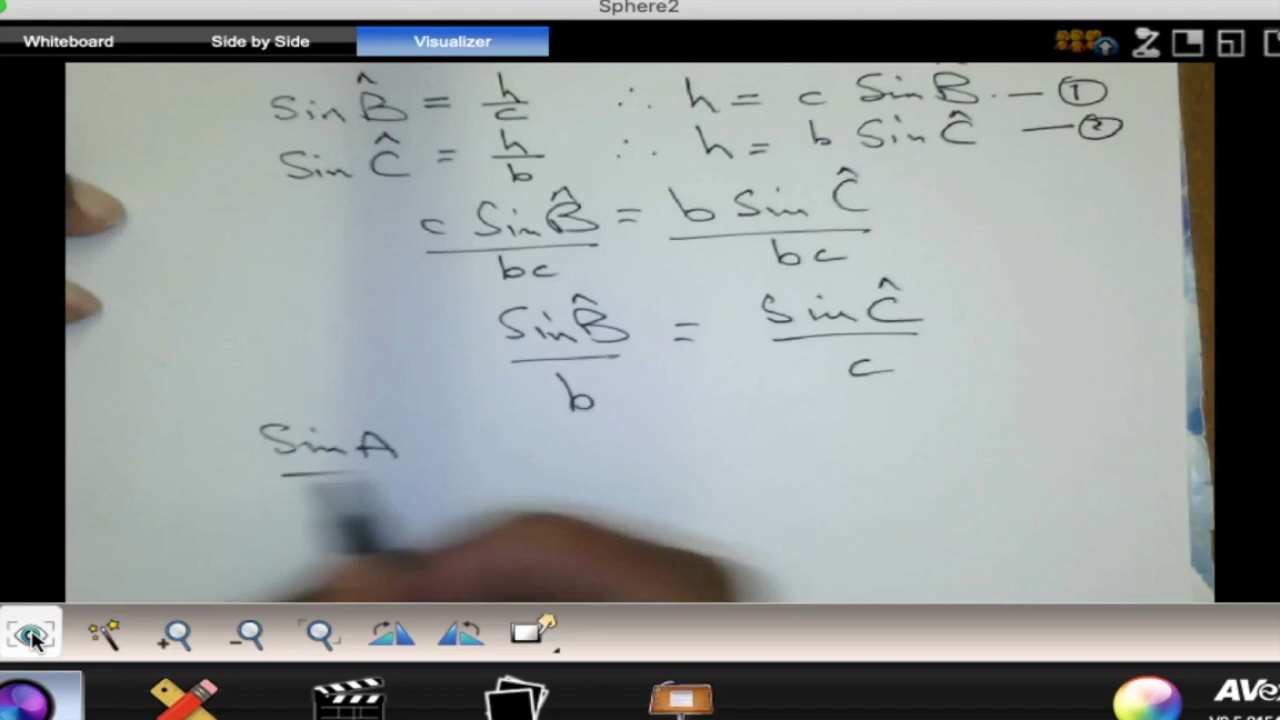 Sphere2
Whiteboard Side by Side Visualizer
Sin B̂ = h/c ∴ h = c Sin B̂ — ①
Sin Ĉ = h/b ∴ h = b Sin Ĉ — ②
c Sin B̂ / bc = b Sin Ĉ / bc
Sin B̂ / b = Sin Ĉ / c
Sin A